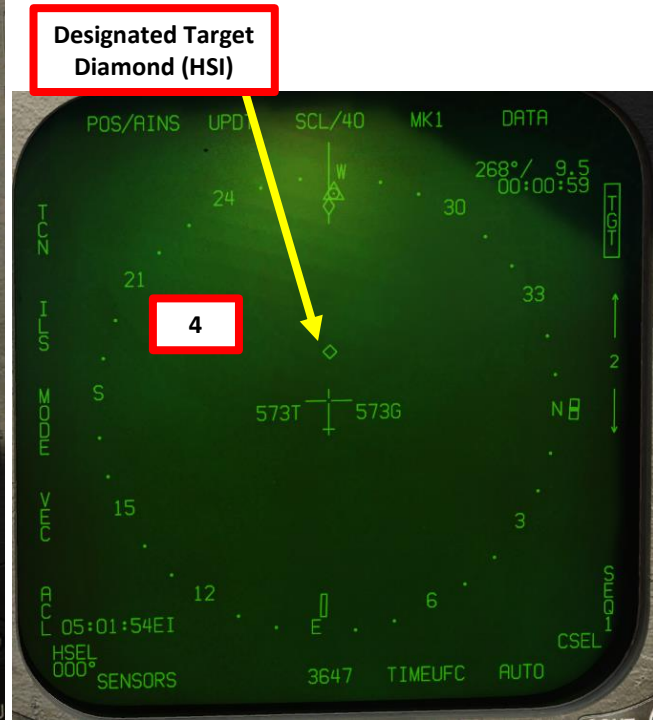 Designated Target
Diamond (HSI)
POS/AINS UPDT SCL/40 MK1 DATA
268°/ 9.5
00:00:59
W
24
30
TCN
TGT
21
33
ILS
4
2
S
573T 573G
N
MODE
15
3
VEC
12
6
ACL
05:01:54EI
E
SEQ
1
HSEL
000°
CSEL
SENSORS 3647 TIMEUFC AUTO